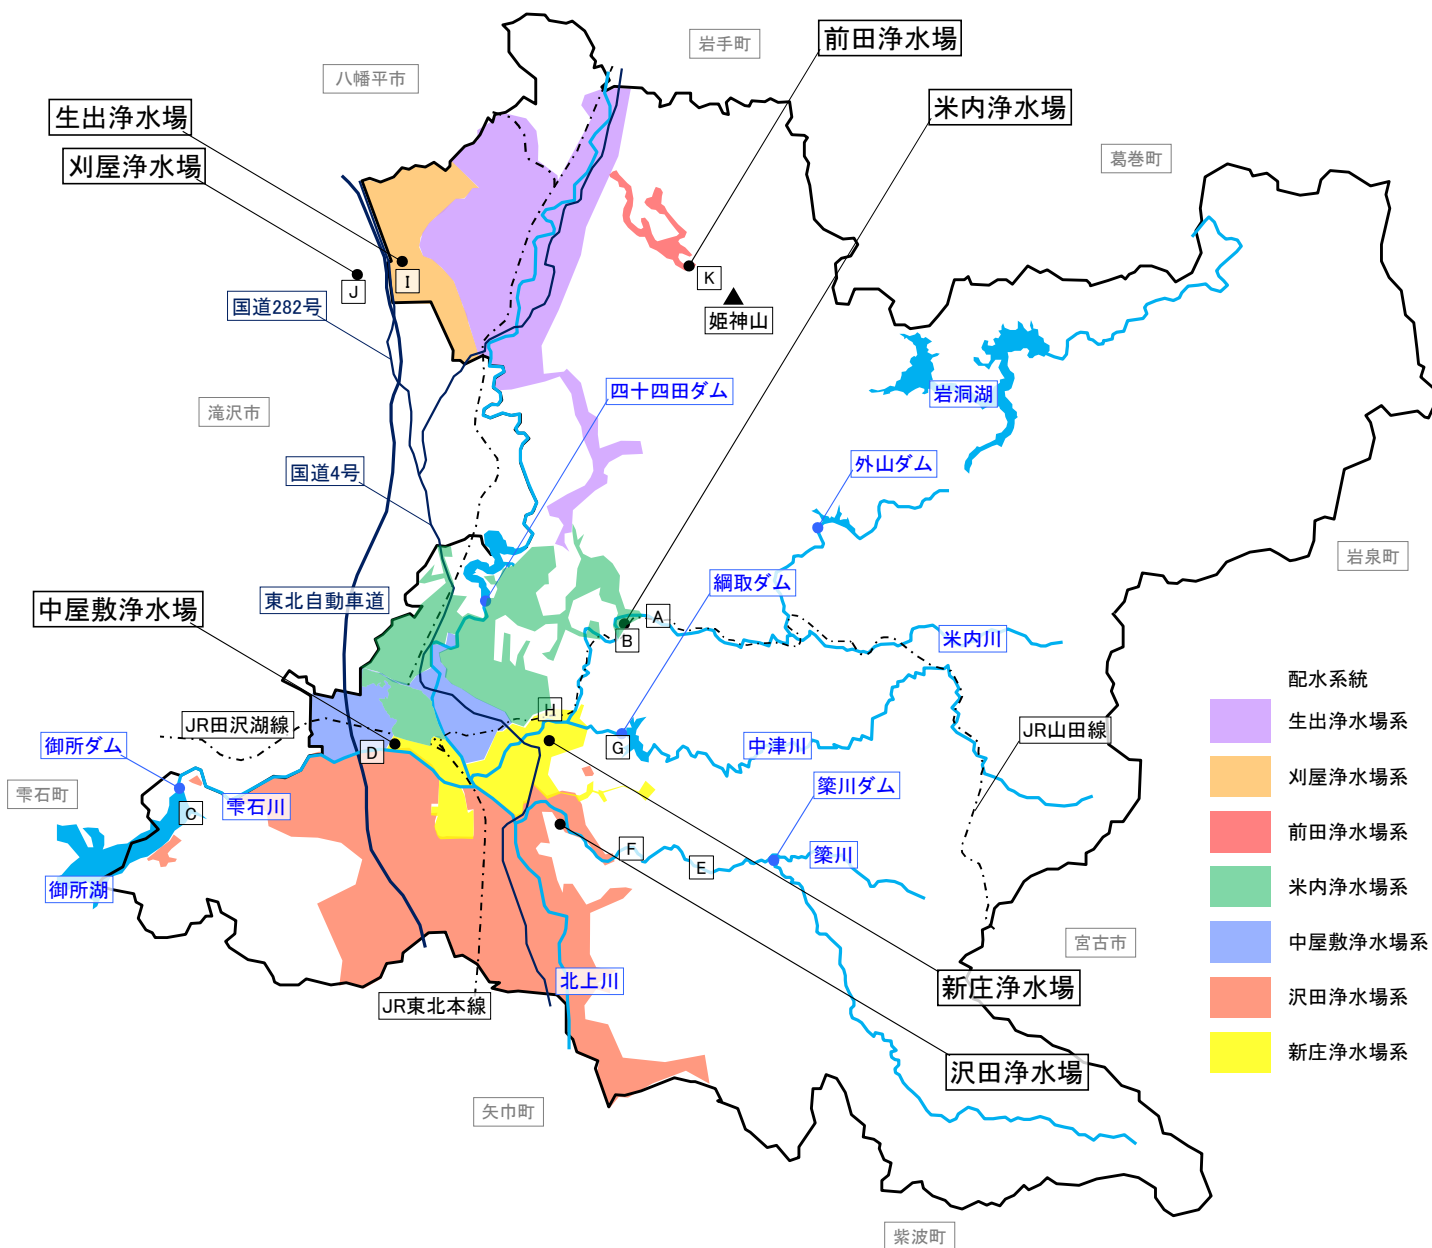 岩手町
前田浄水場
八幡平市
生出浄水場
米内浄水場
刈屋浄水場
葛巻町
K
I
J
国道282号
姫神山
四十四田ダム
岩洞湖
滝沢市
国道4号
外山ダム
岩泉町
綱取ダム
東北自動車道
中屋敷浄水場
A
B
米内川
配水系統
生出浄水場系
H
JR田沢湖線
JR山田線
御所ダム
D
G
中津川
刈屋浄水場系
雫石町
C
雫石川
簗川ダム
前田浄水場系
F
E
簗川
御所湖
米内浄水場系
宮古市
中屋敷浄水場系
北上川
新庄浄水場
沢田浄水場系
JR東北本線
新庄浄水場系
沢田浄水場
矢巾町
紫波町